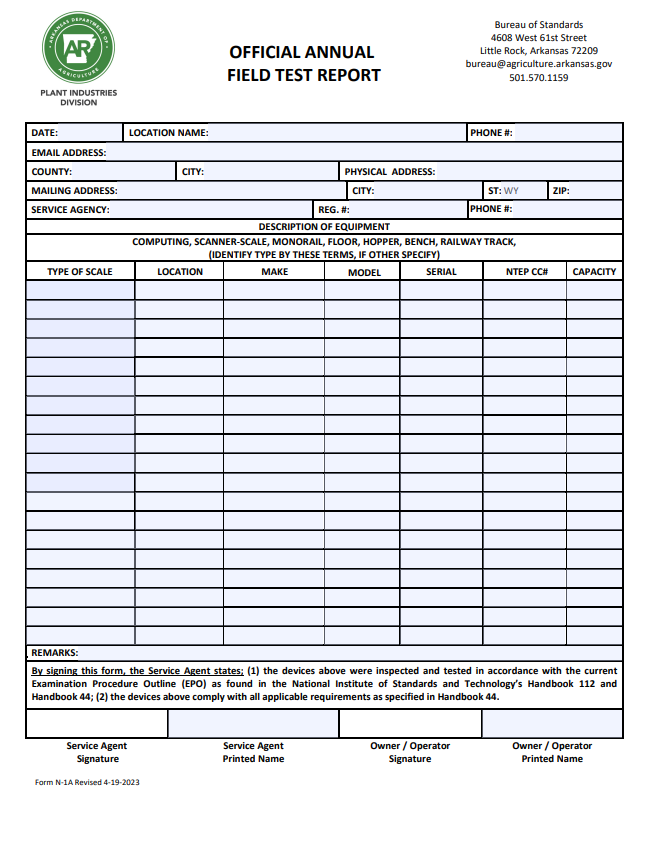 ARKANSAS DEPARTMENT OF
AR
AGRICULTURE
PLANT INDUSTRIES
DIVISION
OFFICIAL ANNUAL
FIELD TEST REPORT
Bureau of Standards
4608 West 61st Street
Little Rock, Arkansas 72209
bureau@agriculture.arkansas.gov
501.570.1159
DATE: LOCATION NAME: PHONE #:
EMAIL ADDRESS:
COUNTY: CITY: PHYSICAL ADDRESS:
MAILING ADDRESS: CITY: ST: WY ZIP:
SERVICE AGENCY: REG. #: PHONE #:
DESCRIPTION OF EQUIPMENT
COMPUTING, SCANNER-SCALE, MONORAIL, FLOOR, HOPPER, BENCH, RAILWAY TRACK,
(IDENTIFY TYPE BY THESE TERMS, IF OTHER SPECIFY)
TYPE OF SCALE LOCATION MAKE MODEL SERIAL NTEP CC# CAPACITY
REMARKS:
By signing this form, the Service Agent states; (1) the devices above were inspected and tested in accordance with the current
Examination Procedure Outline (EPO) as found in the National Institute of Standards and Technology's Handbook 112 and
Handbook 44; (2) the devices above comply with all applicable requirements as specified in Handbook 44.
Service Agent Service Agent Owner / Operator Owner / Operator
Signature Printed Name Signature Printed Name
Form N-1A Revised 4-19-2023